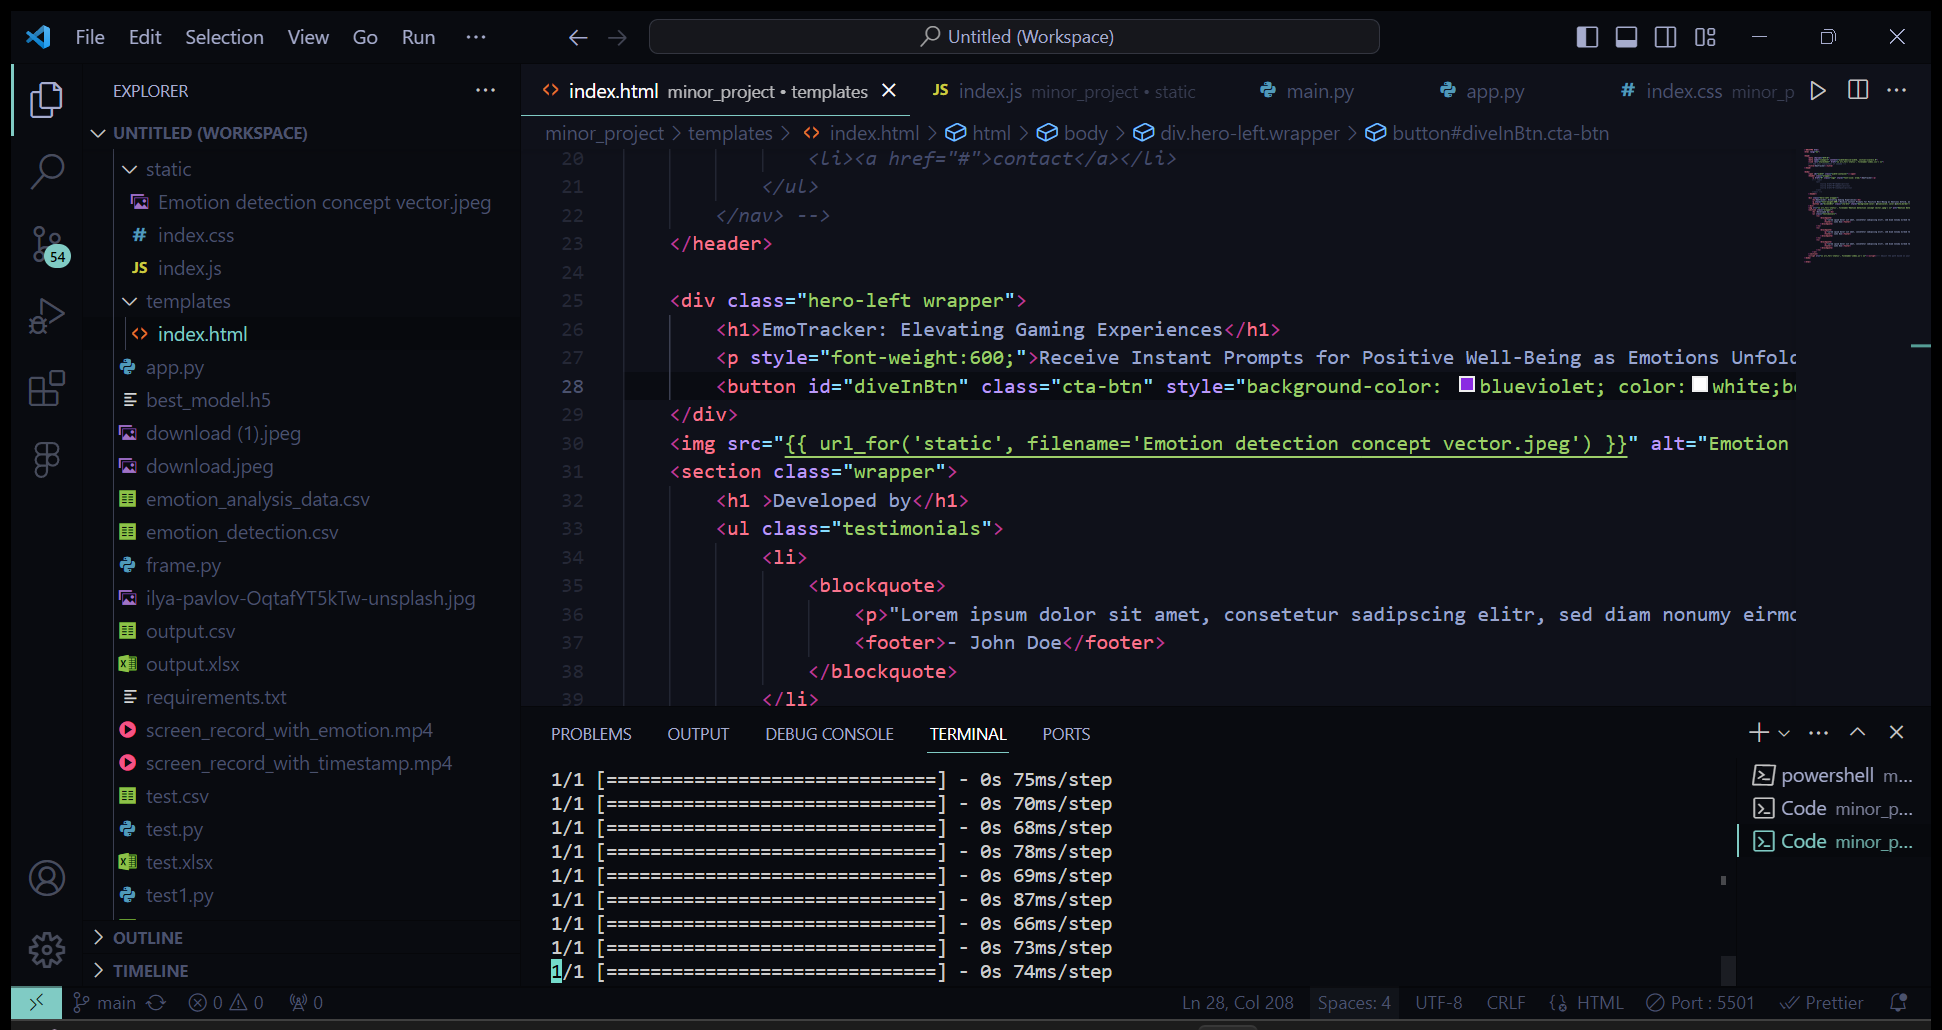 File Edit Selection View Go Run ···
Untitled (Workspace)
EXPLORER
UNTITLED (WORKSPACE)
static
Emotion detection concept vector.jpeg
# index.css
JS index.js
templates
<> index.html
app.py
best_model.h5
download (1).jpeg
download.jpeg
emotion_analysis_data.csv
emotion_detection.csv
frame.py
ilya-pavlov-OqtafYT5kTw-unsplash.jpg
output.csv
output.xlsx
requirements.txt
screen_record_with_emotion.mp4
screen_record_with_timestamp.mp4
test.csv
test.py
test.xlsx
test1.py
OUTLINE
TIMELINE
54
<> index.html minor_project • templates
JS index.js minor_project • static
main.py
app.py
# index.css minor_p
minor_project > templates > <> index.html > html > body > div.hero-left.wrapper > button#diveInBtn.cta-btn
20 <li><a href="#">contact</a></li>
21 </ul>
22 </nav> -->
23 </header>
24
25 <div class="hero-left wrapper">
26 <h1>EmoTracker: Elevating Gaming Experiences</h1>
27 <p style="font-weight:600;">Receive Instant Prompts for Positive Well-Being as Emotions Unfol
28 <button id="diveInBtn" class="cta-btn" style="background-color: blueviolet; color:white;b
29 </div>
30 <img src="{{ url_for('static', filename='Emotion detection concept vector.jpeg') }}" alt="Emotion
31 <section class="wrapper">
32 <h1 >Developed by</h1>
33 <ul class="testimonials">
34 <li>
35 <blockquote>
36 <p>"Lorem ipsum dolor sit amet, consetetur sadipscing elitr, sed diam nonumy eirmo
37 <footer>- John Doe</footer>
38 </blockquote>
39 </li>
PROBLEMS OUTPUT DEBUG CONSOLE TERMINAL PORTS
1/1 [==============================] - 0s 75ms/step
1/1 [==============================] - 0s 70ms/step
1/1 [==============================] - 0s 68ms/step
1/1 [==============================] - 0s 78ms/step
1/1 [==============================] - 0s 69ms/step
1/1 [==============================] - 0s 87ms/step
1/1 [==============================] - 0s 66ms/step
1/1 [==============================] - 0s 73ms/step
1/1 [==============================] - 0s 74ms/step
powershell m...
Code minor_p...
Code minor_p...
main 0 0 0
Ln 28, Col 208 Spaces: 4 UTF-8 CRLF HTML Port : 5501 Prettier